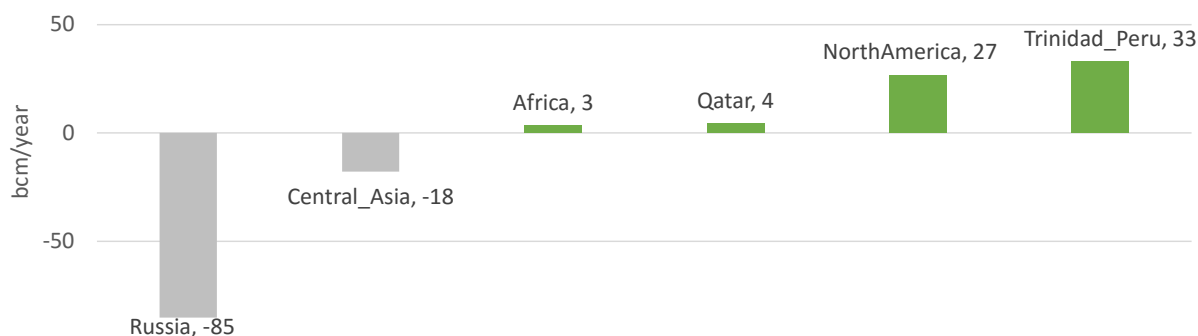 50
Trinidad_Peru, 33
NorthAmerica, 27
Africa, 3
Qatar, 4
0
bcm/year
Central_Asia, -18
-50
Russia, -85